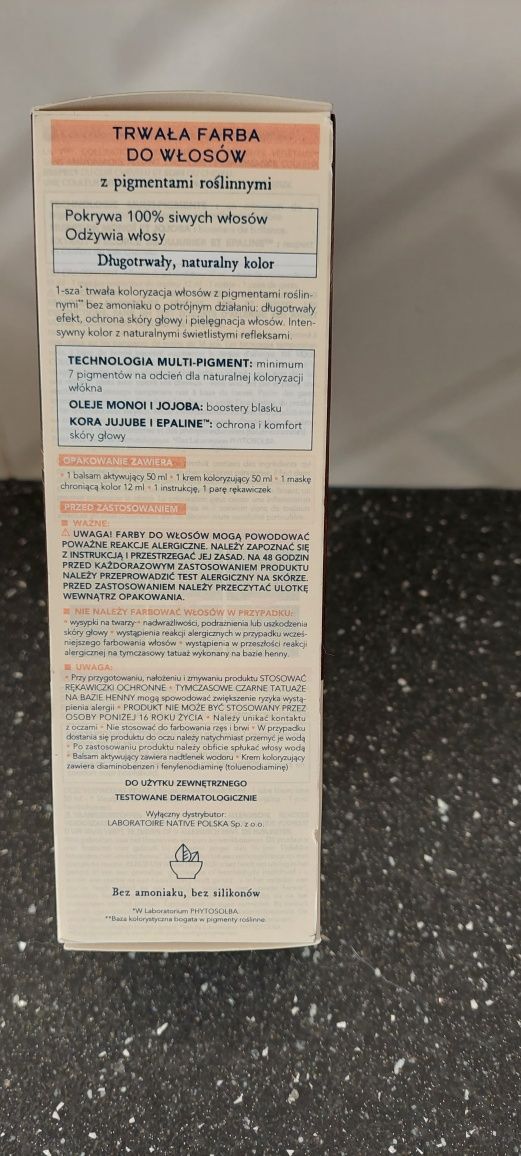 TRWAŁA FARBA
DO WŁOSÓW
z pigmentami roślinnymi
Pokrywa 100% siwych włosów
Odżywia włosy
Długotrwały, naturalny kolor
1-sza* trwała koloryzacja włosów z pigmentami roślin-
nymi** bez amoniaku o potrójnym działaniu: długotrwały
efekt, ochrona skóry głowy i pielęgnacja włosów. Inten-
sywny kolor z naturalnymi świetlistymi refleksami.
TECHNOLOGIA MULTI-PIGMENT: minimum
7 pigmentów na odcień dla naturalnej koloryzacji
włókna
OLEJE MONOI I JOJOBA: boostery blasku
KORA JUJUBE I EPALINE™: ochrona i komfort
skóry głowy
OPAKOWANIE ZAWIERA
• 1 balsam aktywujący 50 ml • 1 krem koloryzujący 50 ml • 1 maskę
chroniącą kolor 12 ml • 1 instrukcję, 1 parę rękawiczek
PRZED ZASTOSOWANIEM
■ WAŻNE:
⚠ UWAGA! FARBY DO WŁOSÓW MOGĄ POWODOWAĆ
POWAŻNE REAKCJE ALERGICZNE. NALEŻY ZAPOZNAĆ SIĘ
Z INSTRUKCJĄ I PRZESTRZEGAĆ JEJ ZASAD. NA 48 GODZIN
PRZED KAŻDORAZOWYM ZASTOSOWANIEM PRODUKTU
NALEŻY PRZEPROWADZIĆ TEST ALERGICZNY NA SKÓRZE.
PRZED ZASTOSOWANIEM NALEŻY PRZECZYTAĆ ULOTKĘ
WEWNĄTRZ OPAKOWANIA.
■ NIE NALEŻY FARBOWAĆ WŁOSÓW W PRZYPADKU:
• wysypki na twarzy • nadwrażliwości, podrażnienia lub uszkodzenia
skóry głowy • wystąpienia reakcji alergicznych w przypadku wcześ-
niejszego farbowania włosów • wystąpienia w przeszłości reakcji
alergicznej na tymczasowy tatuaż wykonany na bazie henny.
■ UWAGA:
• Przy przygotowaniu, nałożeniu i zmywaniu produktu STOSOWAĆ
RĘKAWICZKI OCHRONNE • TYMCZASOWE CZARNE TATUAŻE
NA BAZIE HENNY mogą spowodować zwiększenie ryzyka wystą-
pienia alergii • PRODUKT NIE MOŻE BYĆ STOSOWANY PRZEZ
OSOBY PONIŻEJ 16 ROKU ŻYCIA • Należy unikać kontaktu
z oczami • Nie stosować do farbowania rzęs i brwi • W przypadku
dostania się produktu do oczu należy natychmiast przemyć je wodą
• Po zastosowaniu produktu należy obficie spłukać włosy wodą
• Balsam aktywujący zawiera nadtlenek wodoru • Krem koloryzujący
zawiera diaminobenzen i fenylenodiaminę (toluenodiaminę)
DO UŻYTKU ZEWNĘTRZNEGO
TESTOWANE DERMATOLOGICZNIE
Wyłączny dystrybutor:
LABORATOIRE NATIVE POLSKA Sp. z o.o.
Bez amoniaku, bez silikonów
*W Laboratorium PHYTOSOLBA
**Baza kolorystyczna bogata w pigmenty roślinne.